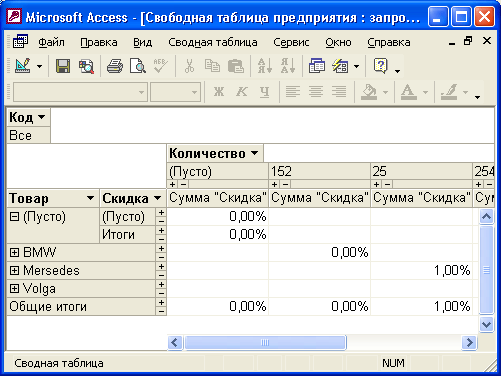 Microsoft Access - [Свободная таблица предприятия : запро...
Файл Правка Вид Сводная таблица Сервис Окно Справка
Ж К Ч
Код
Все
Количество
(Пусто) 152 25 254
Товар Скидка Сумма "Скидка" Сумма "Скидка" Сумма "Скидка" Сум
(Пусто) (Пусто) 0,00%
Итоги 0,00%
BMW 0,00%
Mersedes 1,00%
Volga
Общие итоги 0,00% 0,00% 1,00%
Сводная таблица NUM